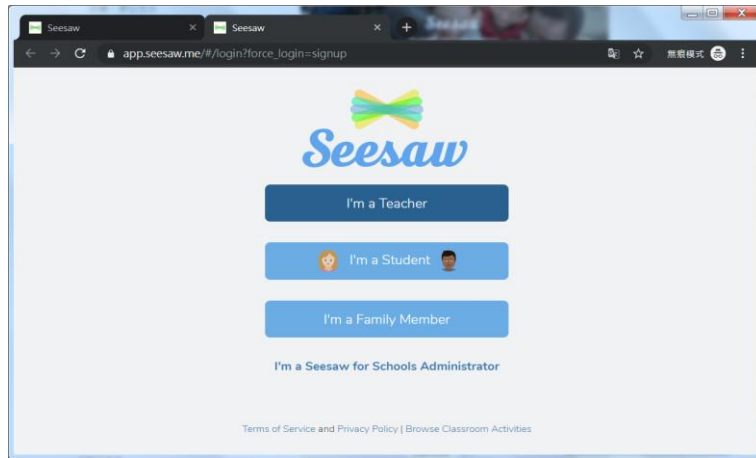 Seesaw
Seesaw
app.seesaw.me/#/login?force_login=signup
無痕模式
Seesaw
I'm a Teacher
I'm a Student
I'm a Family Member
I'm a Seesaw for Schools Administrator
Terms of Service and Privacy Policy | Browse Classroom Activities